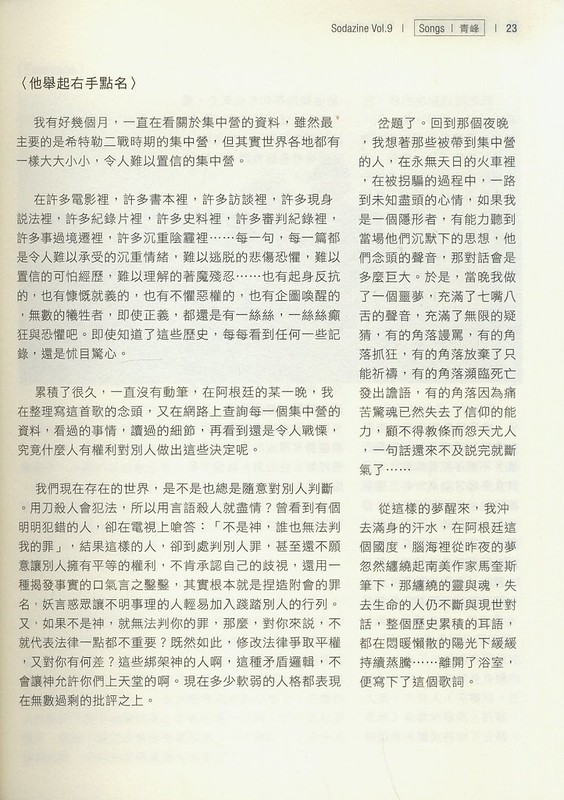 Sodazine Vol.9 | Songs | 青峰 | 23
〈他舉起右手點名〉
我有好幾個月，一直在看關於集中營的資料，雖然最
主要的是希特勒二戰時期的集中營，但其實世界各地都有
一樣大大小小，令人難以置信的集中營。
在許多電影裡，許多書本裡，許多訪談裡，許多現身
說法裡，許多紀錄片裡，許多史料裡，許多審判紀錄裡，
許多事過境遷裡，許多沉重陰霾裡……每一句，每一篇都
是令人難以承受的沉重情緒，難以逃脫的悲傷恐懼，難以
置信的可怕經歷，難以理解的著魔殘忍……也有起身反抗
的，也有慷慨就義的，也有不懼惡權的，也有企圖喚醒的
，無數的犧牲者，即使正義，都還是有一絲絲，一絲絲癲
狂與恐懼吧。即使知道了這些歷史，每每看到任何一些記
錄，還是怵目驚心。
累積了很久，一直沒有動筆，在阿根廷的某一晚，我
在整理寫這首歌的念頭，又在網路上查詢每一個集中營的
資料，看過的事情，讀過的細節，再看到還是令人戰慄，
究竟什麼人有權利對別人做出這些決定呢。
我們現在存在的世界，是不是也總是隨意對別人判斷
。用刀殺人會犯法，所以用言語殺人就盡情？曾看到有個
明明犯錯的人，卻在電視上嗆答：「不是神，誰也無法判
我的罪」，結果這樣的人，卻到處判別人罪，甚至還不願
意讓別人擁有平等的權利，不肯承認自己的歧視，還用一
種揭發事實的口氣言之鑿鑿，其實根本就是捏造附會的罪
名，妖言惑眾讓不明事理的人輕易加入踐踏別人的行列。
又，如果不是神，就無法判你的罪，那麼，對你來說，不
就代表法律一點都不重要？既然如此，修改法律爭取平權
，又對你有何差？這些綁架神的人啊，這種矛盾邏輯，不
會讓神允許你們上天堂的啊。現在多少軟弱的人格都表現
在無數過剩的批評之上。
岔題了。回到那個夜晚
，我想著那些被帶到集中營
的人，在永無天日的火車裡
，在被拐騙的過程中，一路
到未知盡頭的心情，如果我
是一個隱形者，有能力聽到
當場他們沉默下的思想，他
們念頭的聲音，那對話會是
多麼巨大。於是，當晚我做
了一個噩夢，充滿了七嘴八
舌的聲音，充滿了無限的疑
猜，有的角落謾罵，有的角
落抓狂，有的角落放棄了只
能祈禱，有的角落瀕臨死亡
發出譫語，有的角落因為痛
苦驚魂已然失去了信仰的能
力，顧不得教條而怨天尤人
，一句話還來不及說完就斷
氣了……
從這樣的夢醒來，我沖
去滿身的汗水，在阿根廷這
個國度，腦海裡從昨夜的夢
忽然纏繞起南美作家馬奎斯
筆下，那纏繞的靈與魂，失
去生命的人仍不斷與現世對
話，整個歷史累積的耳語，
都在悶暖懶散的陽光下緩緩
持續蒸騰……離開了浴室，
便寫下了這個歌詞。